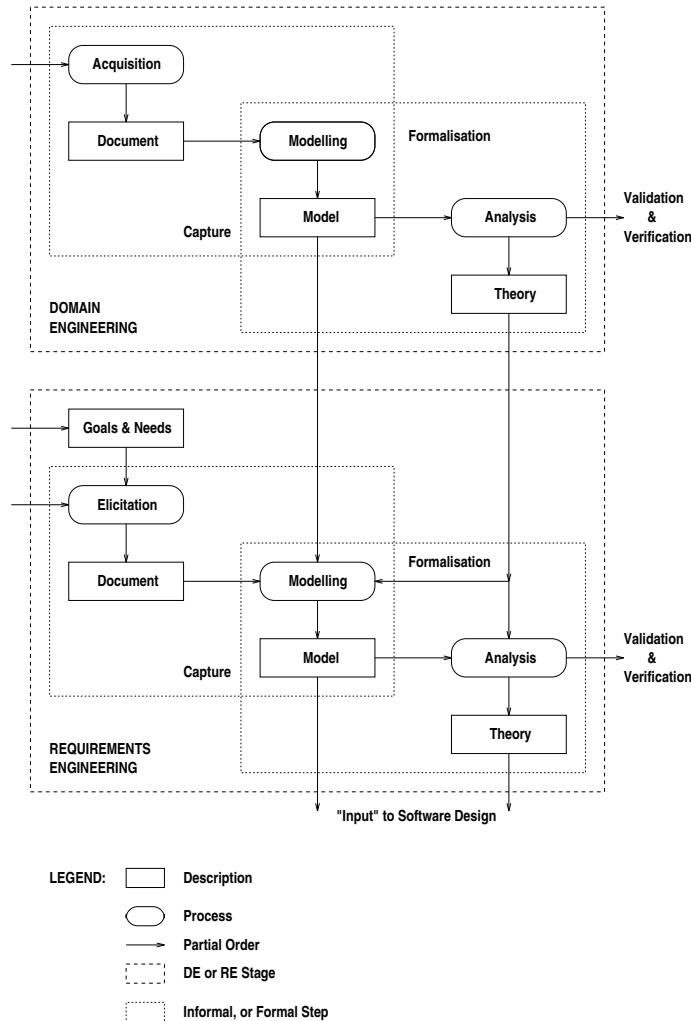 Acquisition
Document
Modelling
Formalisation
Model
Analysis
Validation
&
Verification
Capture
Theory
DOMAIN
ENGINEERING
Goals & Needs
Elicitation
Document
Modelling
Formalisation
Model
Analysis
Validation
&
Verification
Capture
Theory
REQUIREMENTS
ENGINEERING
"Input" to Software Design
LEGEND:
Description
Process
Partial Order
DE or RE Stage
Informal, or Formal Step